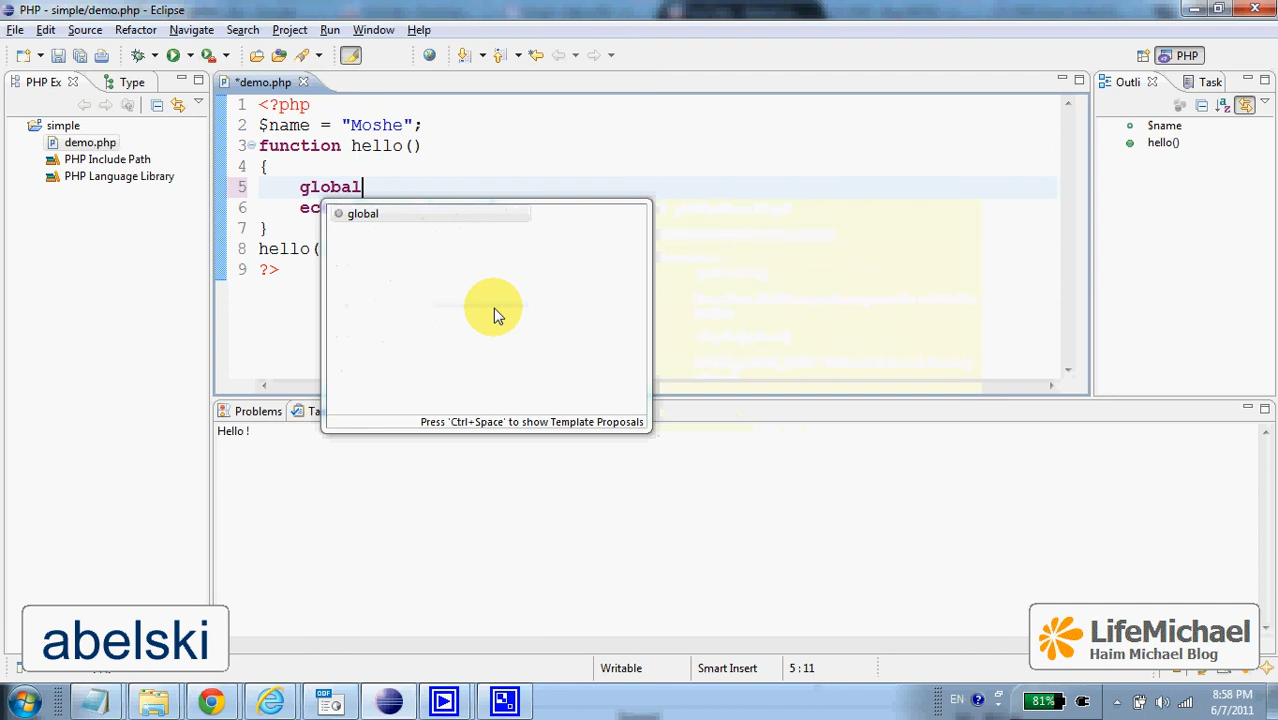 PHP - simple/demo.php - Eclipse
File Edit Source Refactor Navigate Search Project Run Window Help
PHP
PHP Ex Type *demo.php Outli Task
simple
demo.php
PHP Include Path
PHP Language Library
1 <?php
2 $name = "Moshe";
3 function hello()
4 {
5 global
6 ec
7 }
8 hello(
9 ?>
global
Press 'Ctrl+Space' to show Template Proposals
$name
hello()
Problems Ta
Hello !
abelski
LifeMichael
Haim Michael Blog
Writable Smart Insert 5 : 11
EN 81% 8:58 PM
6/7/2011